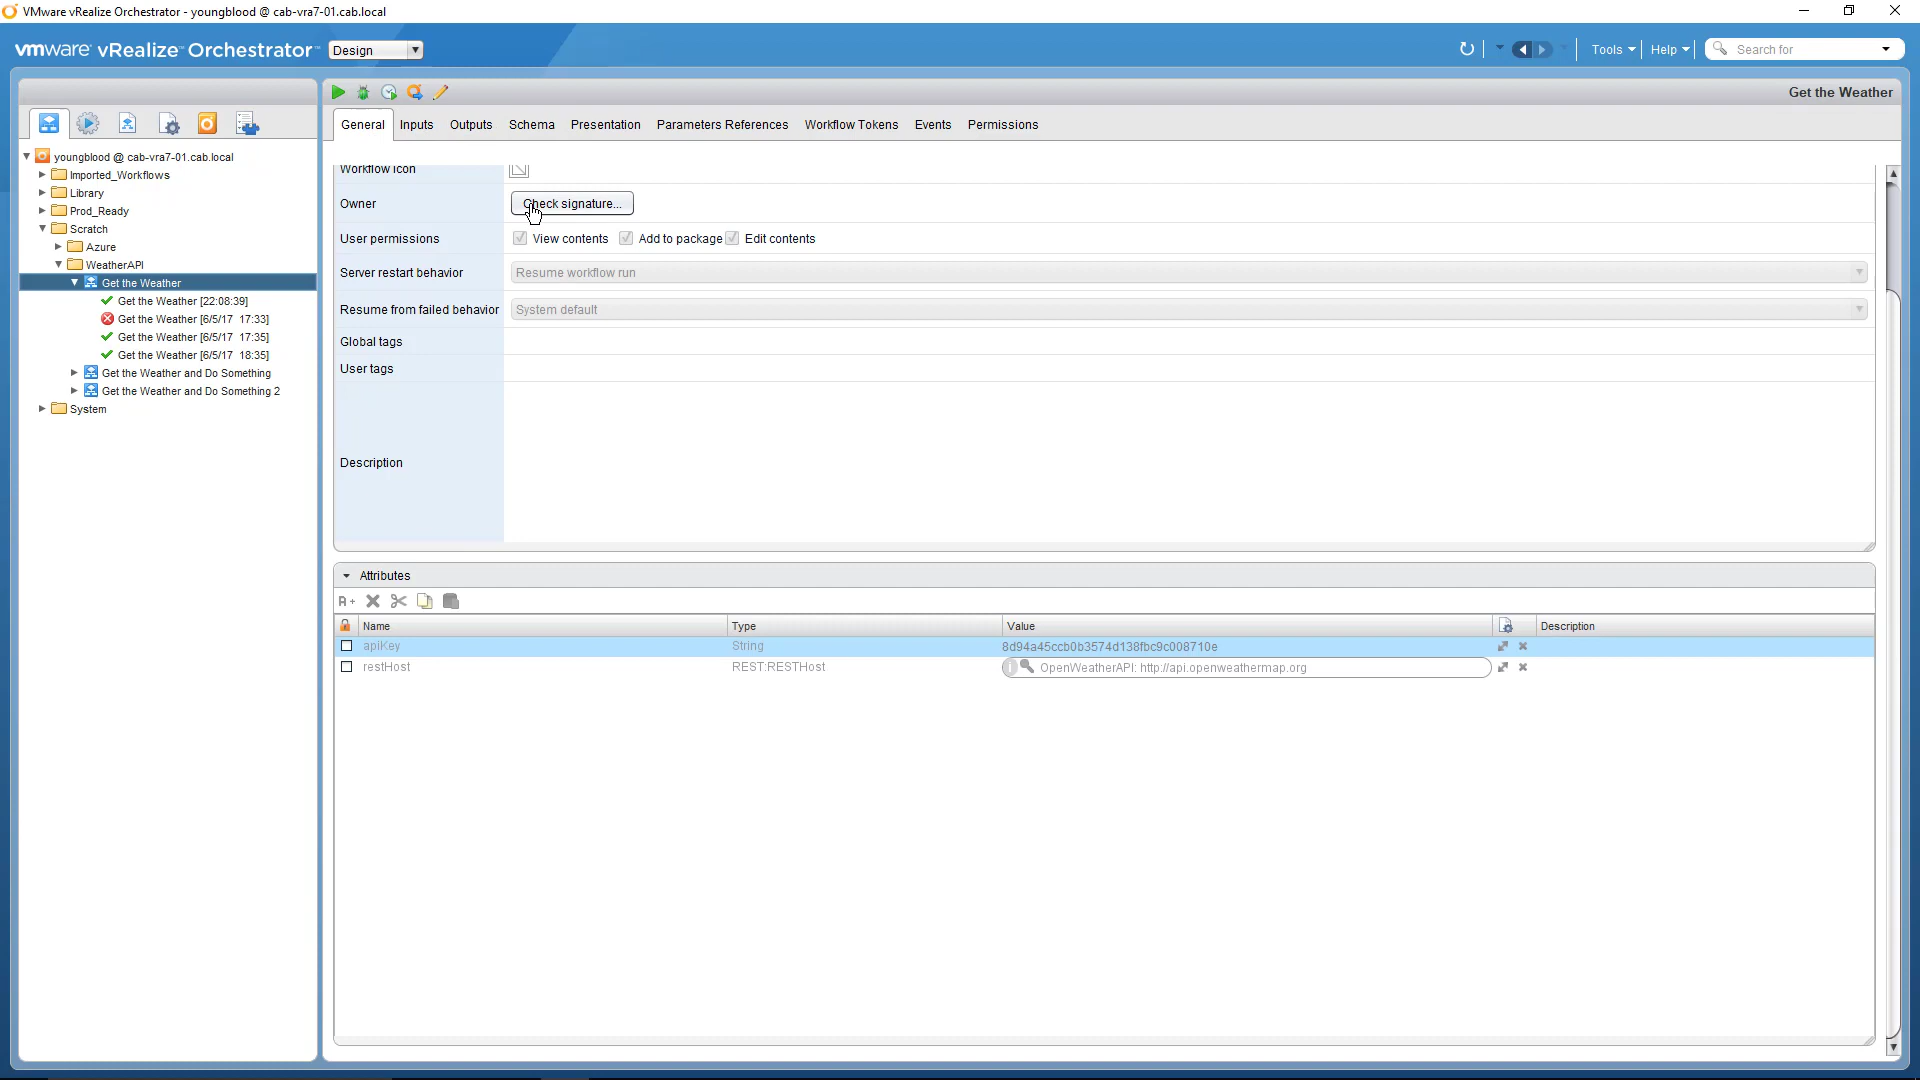 VMware vRealize Orchestrator - youngblood @ cab-vra7-01.cab.local
vmware vRealize Orchestrator Design
Tools Help Search for
Get the Weather
General Inputs Outputs Schema Presentation Parameters References Workflow Tokens Events Permissions
youngblood @ cab-vra7-01.cab.local
Imported_Workflows
Library
Prod_Ready
Scratch
Azure
WeatherAPI
Get the Weather
Get the Weather [22:08:39]
Get the Weather [6/5/17 17:33]
Get the Weather [6/5/17 17:35]
Get the Weather [6/5/17 18:35]
Get the Weather and Do Something
Get the Weather and Do Something 2
System
Workflow icon
Owner Check signature...
User permissions View contents Add to package Edit contents
Server restart behavior Resume workflow run
Resume from failed behavior System default
Global tags
User tags
Description
Attributes
A+
Name Type Value Description
apiKey String 8d94a45ccb0b3574d138fbc9c008710e
restHost REST:RESTHost OpenWeatherAPI: http://api.openweathermap.org